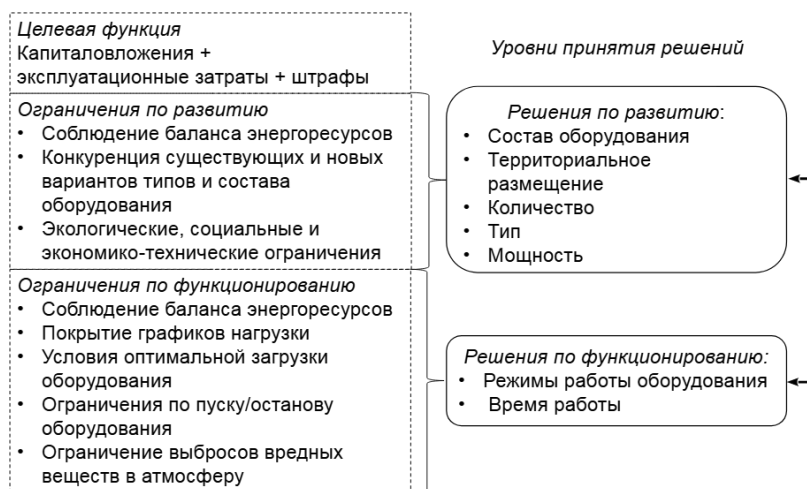 Целевая функция
Капиталовложения +
эксплуатационные затраты + штрафы
Ограничения по развитию
• Соблюдение баланса энергоресурсов
• Конкуренция существующих и новых
вариантов типов и состава
оборудования
• Экологические, социальные и
экономико-технические ограничения
Ограничения по функционированию
• Соблюдение баланса энергоресурсов
• Покрытие графиков нагрузки
• Условия оптимальной загрузки
оборудования
• Ограничения по пуску/останову
оборудования
• Ограничение выбросов вредных
веществ в атмосферу
Уровни принятия решений
Решения по развитию:
• Состав оборудования
• Территориальное
размещение
• Количество
• Тип
• Мощность
Решения по функционированию:
• Режимы работы оборудования
• Время работы